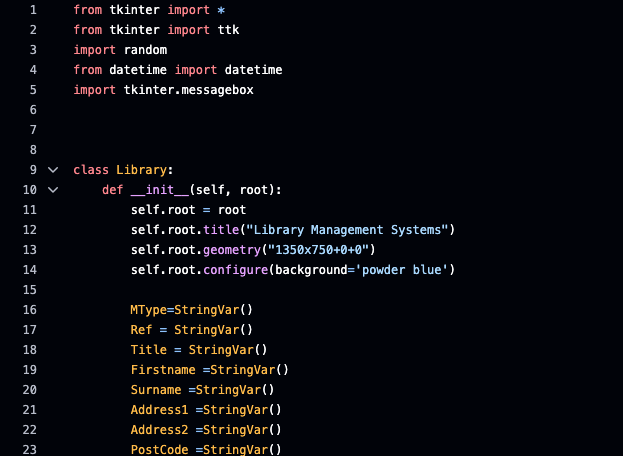 1 from tkinter import *
2 from tkinter import ttk
3 import random
4 from datetime import datetime
5 import tkinter.messagebox
6
7
8
9 class Library:
10 def __init__(self, root):
11 self.root = root
12 self.root.title("Library Management Systems")
13 self.root.geometry("1350x750+0+0")
14 self.root.configure(background='powder blue')
15
16 MType=StringVar()
17 Ref = StringVar()
18 Title = StringVar()
19 Firstname =StringVar()
20 Surname =StringVar()
21 Address1 =StringVar()
22 Address2 =StringVar()
23 PostCode =StringVar()